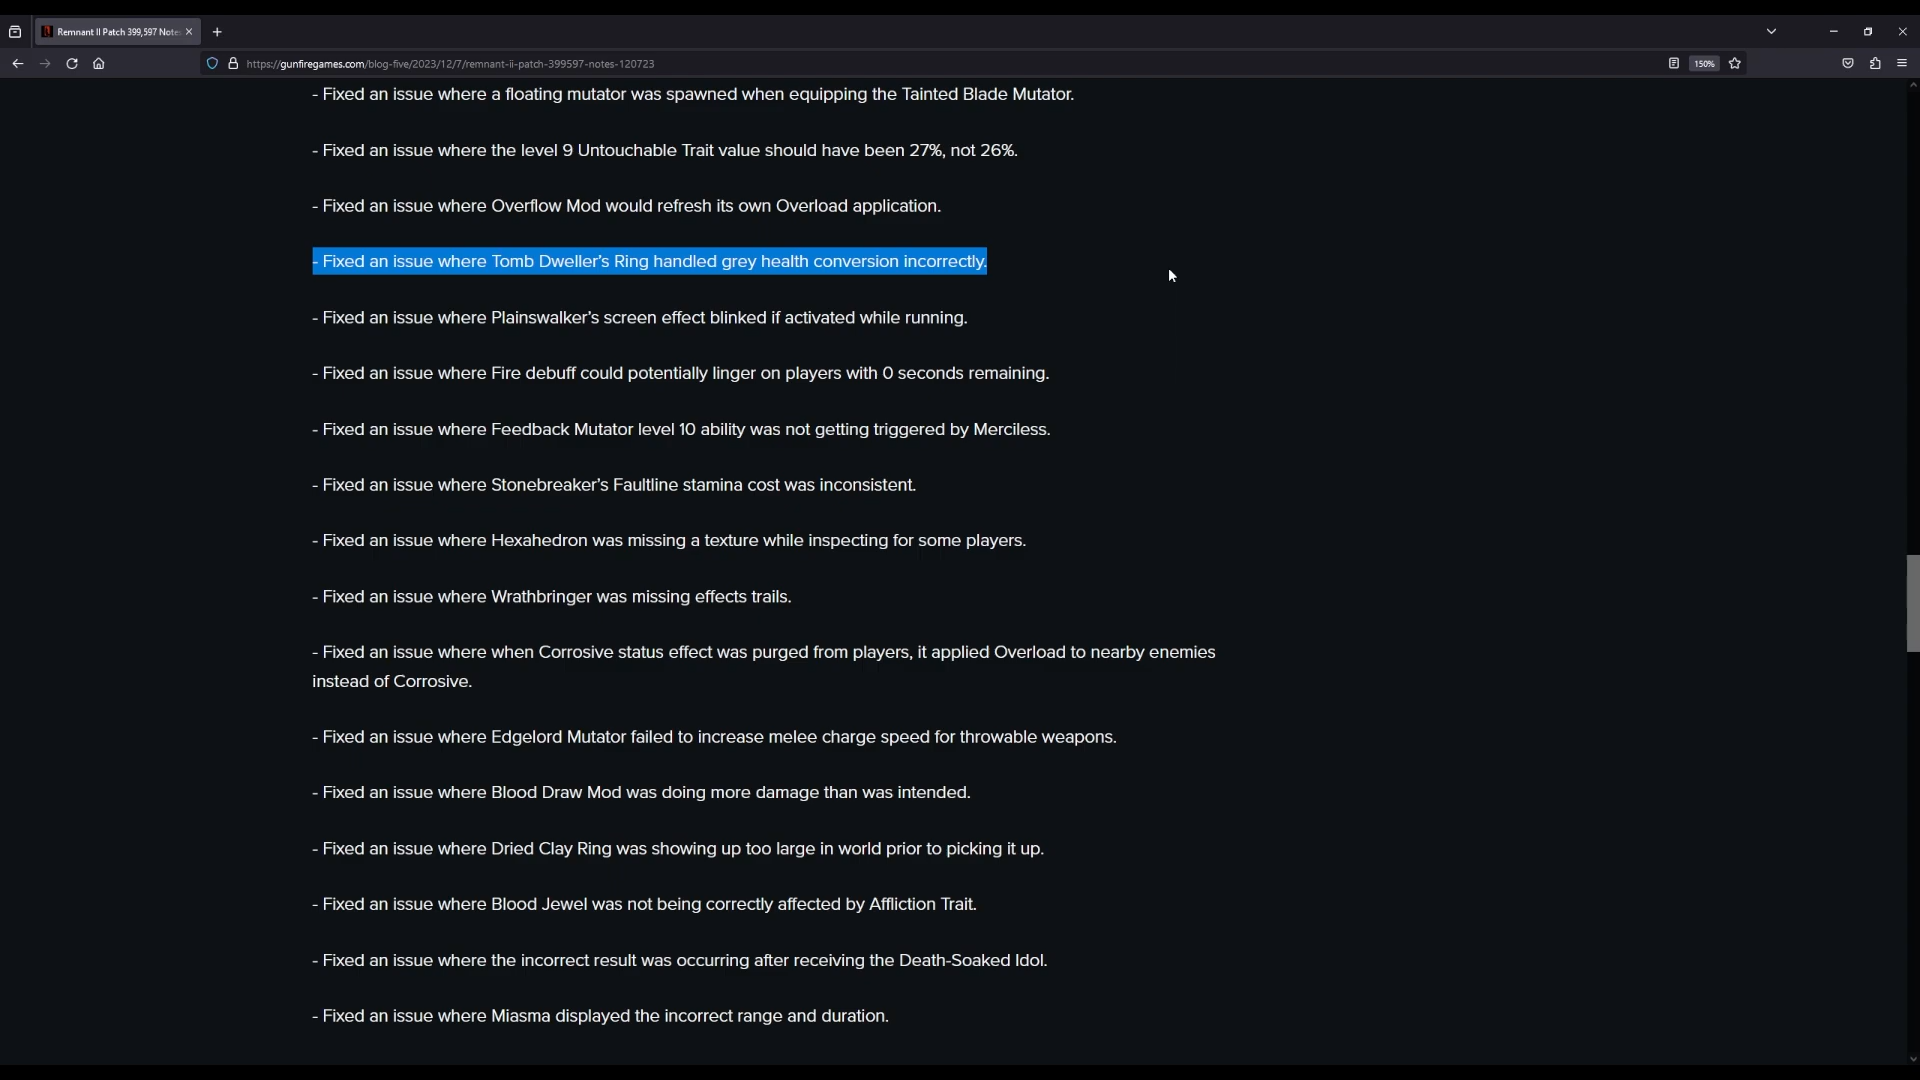 Remnant II Patch 399,597 Note
https://gunfiregames.com/blog-five/2023/12/7/remnant-ii-patch-399597-notes-120723
150%
- Fixed an issue where a floating mutator was spawned when equipping the Tainted Blade Mutator.
- Fixed an issue where the level 9 Untouchable Trait value should have been 27%, not 26%.
- Fixed an issue where Overflow Mod would refresh its own Overload application.
- Fixed an issue where Tomb Dweller’s Ring handled grey health conversion incorrectly.
- Fixed an issue where Plainswalker’s screen effect blinked if activated while running.
- Fixed an issue where Fire debuff could potentially linger on players with 0 seconds remaining.
- Fixed an issue where Feedback Mutator level 10 ability was not getting triggered by Merciless.
- Fixed an issue where Stonebreaker’s Faultline stamina cost was inconsistent.
- Fixed an issue where Hexahedron was missing a texture while inspecting for some players.
- Fixed an issue where Wrathbringer was missing effects trails.
- Fixed an issue where when Corrosive status effect was purged from players, it applied Overload to nearby enemies
instead of Corrosive.
- Fixed an issue where Edgelord Mutator failed to increase melee charge speed for throwable weapons.
- Fixed an issue where Blood Draw Mod was doing more damage than was intended.
- Fixed an issue where Dried Clay Ring was showing up too large in world prior to picking it up.
- Fixed an issue where Blood Jewel was not being correctly affected by Affliction Trait.
- Fixed an issue where the incorrect result was occurring after receiving the Death-Soaked Idol.
- Fixed an issue where Miasma displayed the incorrect range and duration.